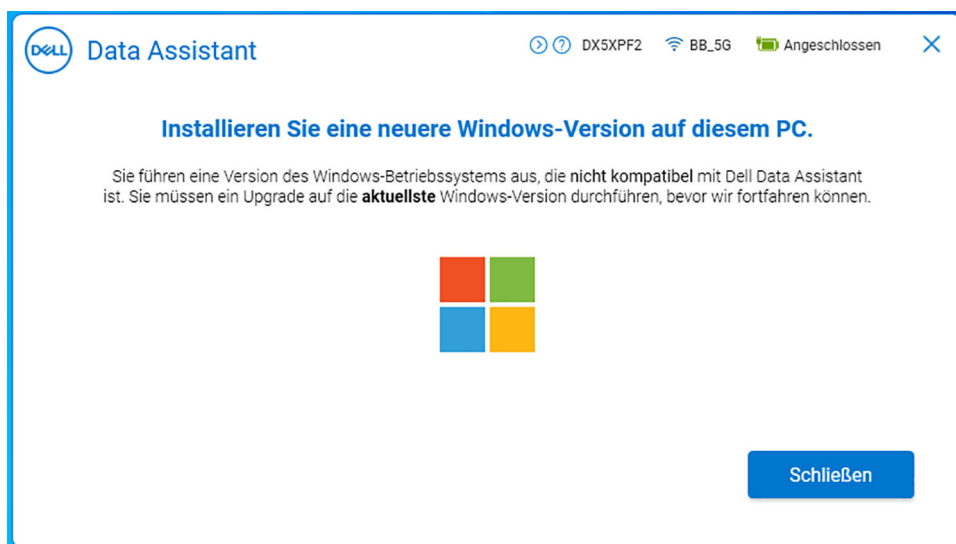 DELL Data Assistant DX5XPF2 BB_5G Angeschlossen
Installieren Sie eine neuere Windows-Version auf diesem PC.
Sie führen eine Version des Windows-Betriebssystems aus, die nicht kompatibel mit Dell Data Assistant
ist. Sie müssen ein Upgrade auf die aktuellste Windows-Version durchführen, bevor wir fortfahren können.
Schließen